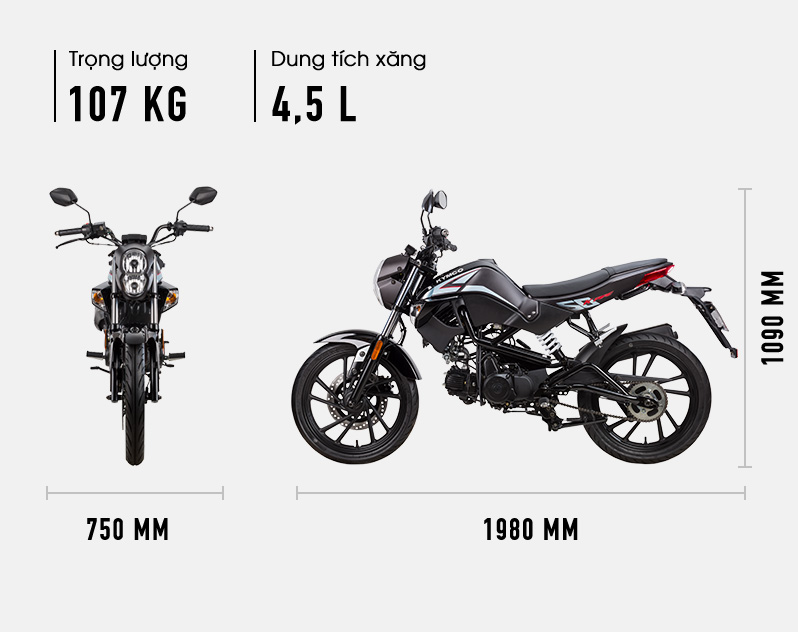 Trọng lượng
107 KG
Dung tích xăng
4,5 L
KYMCO
1090 MM
750 MM
1980 MM